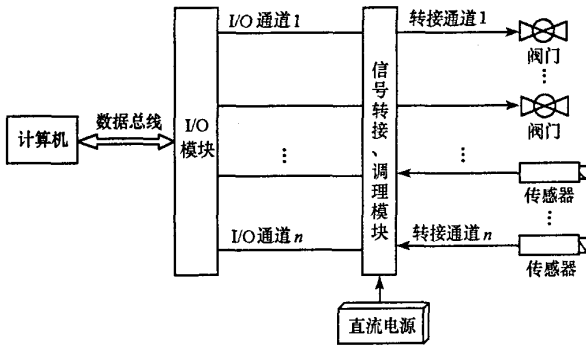 I/O 通道 1
转接通道 1
阀门
⋮
数据总线
计算机
I/O
模块
信号转接、调理模块
阀门
⋮
⋮
传感器
⋮
I/O 通道 n
转接通道 n
传感器
直流电源